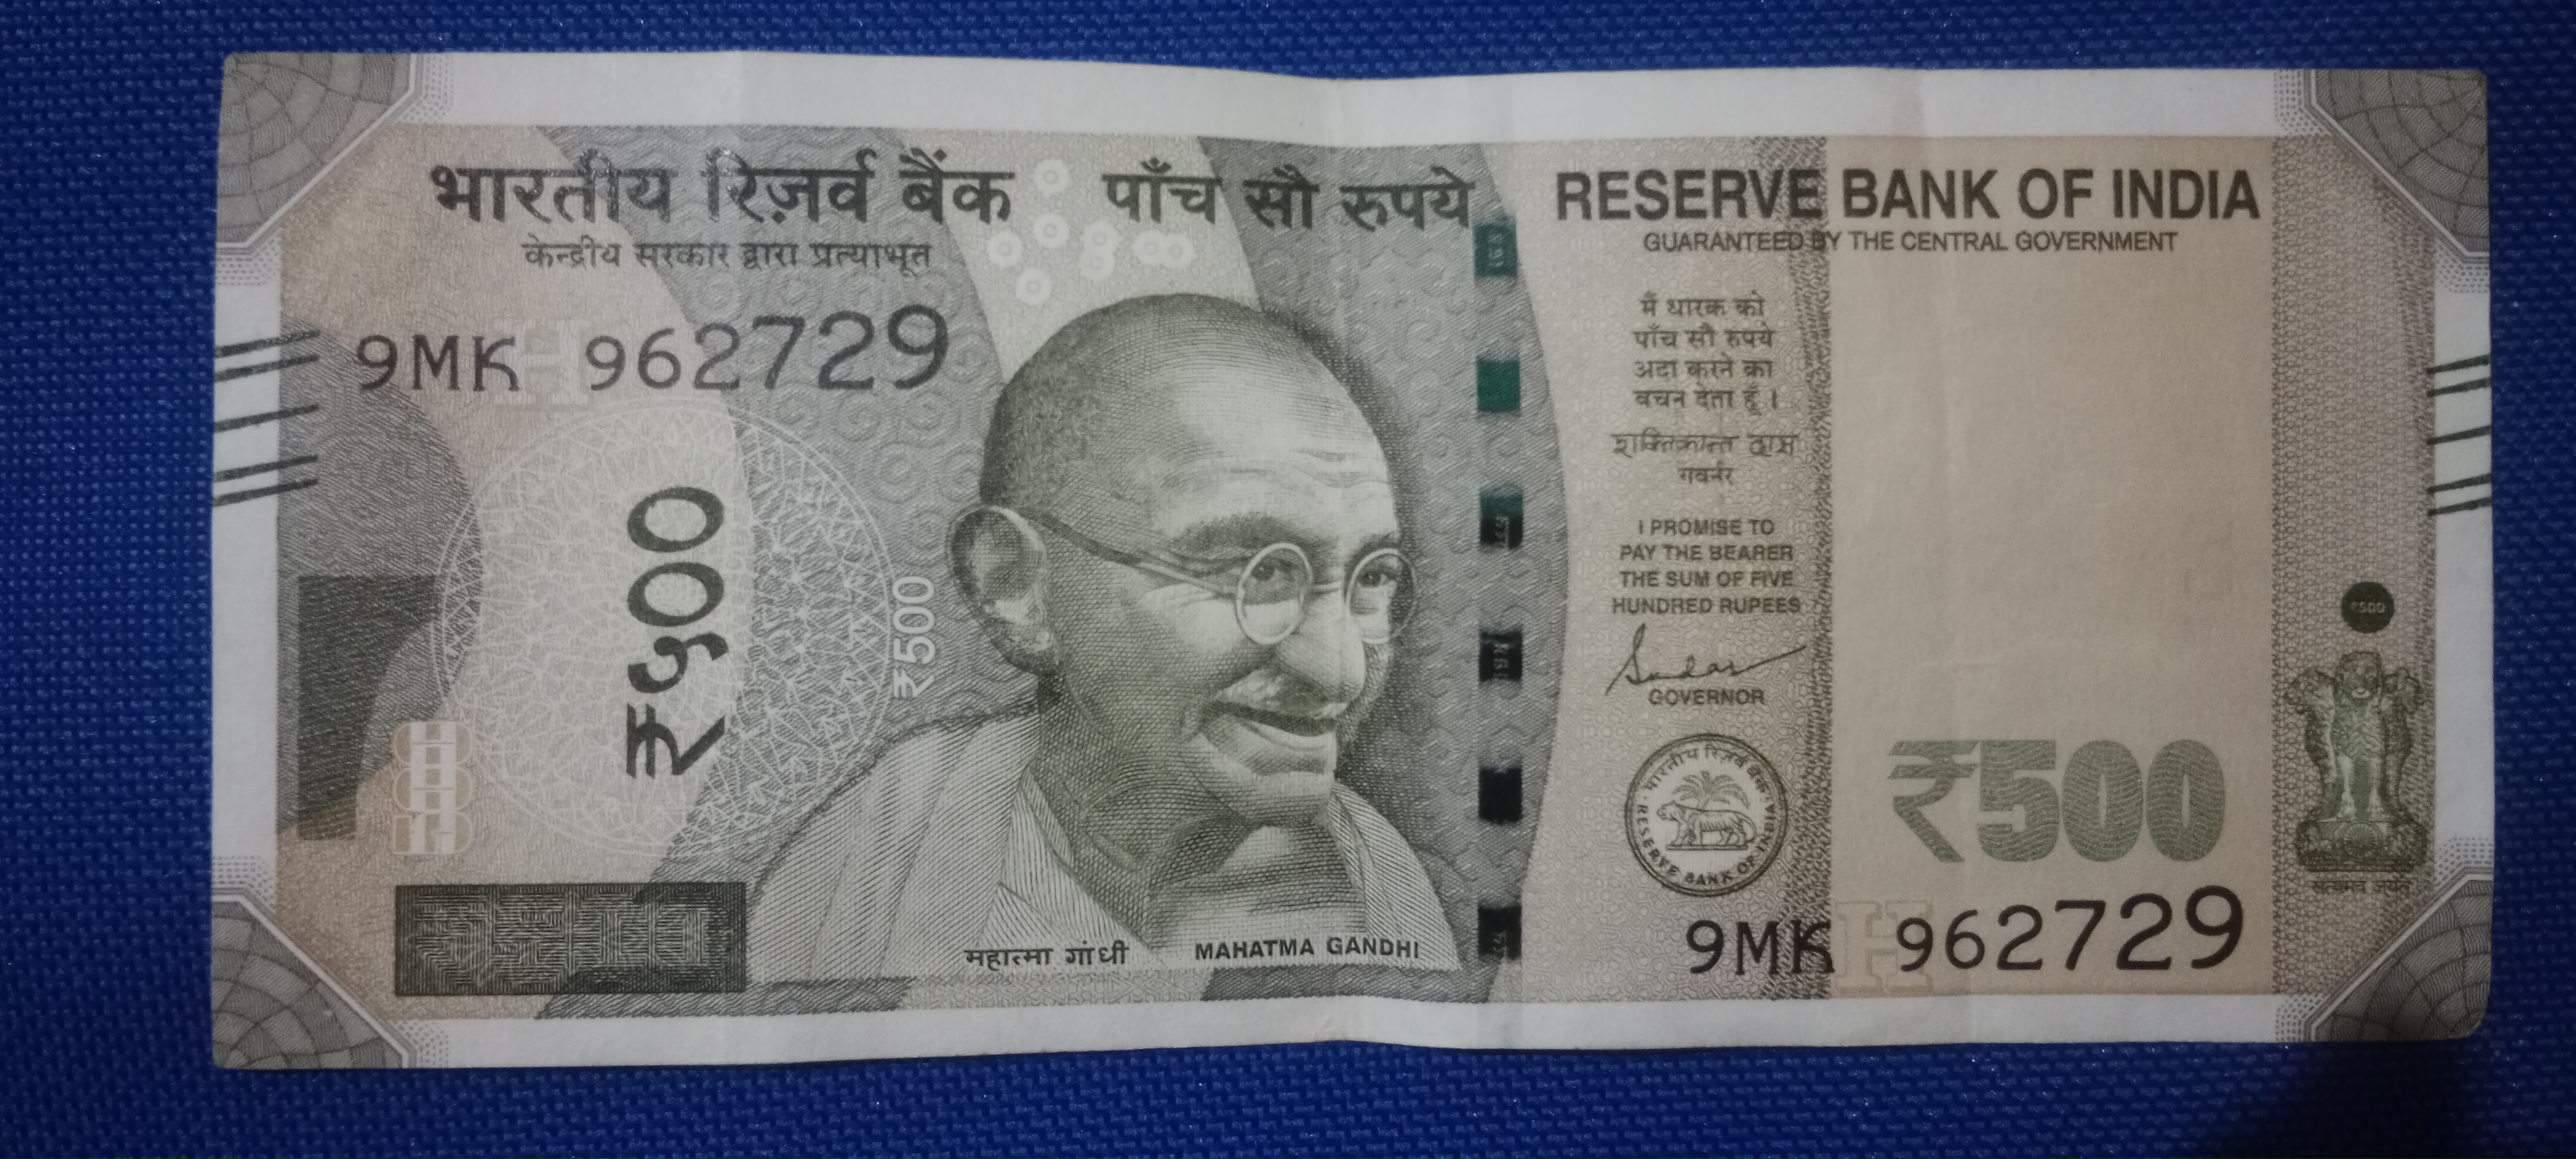 भारतीय रिज़र्व बैंक पाँच सौ रुपये RESERVE BANK OF INDIA
केन्द्रीय सरकार द्वारा प्रत्याभूत
GUARANTEED BY THE CENTRAL GOVERNMENT
9MK 962729
मैं धारक को
पाँच सौ रुपये
अदा करने का
वचन देता हूँ ।
शक्तिकान्त दास
गवर्नर
I PROMISE TO
PAY THE BEARER
THE SUM OF FIVE
HUNDRED RUPEES
GOVERNOR
₹५००
₹500
₹500
भारतीय रिज़र्व बैंक
RESERVE BANK OF INDIA
₹500
सत्यमेव जयते
9MK 962729
महात्मा गांधी MAHATMA GANDHI